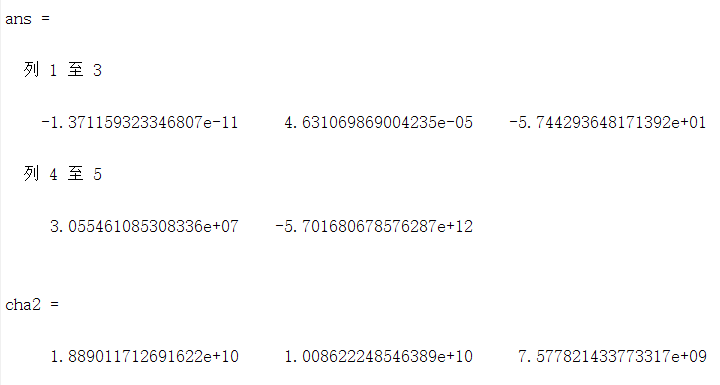 ans =
列 1 至 3
-1.371159323346807e-11 4.631069869004235e-05 -5.744293648171392e+01
列 4 至 5
3.055461085308336e+07 -5.701680678576287e+12
cha2 =
1.889011712691622e+10 1.008622248546389e+10 7.577821433773317e+09